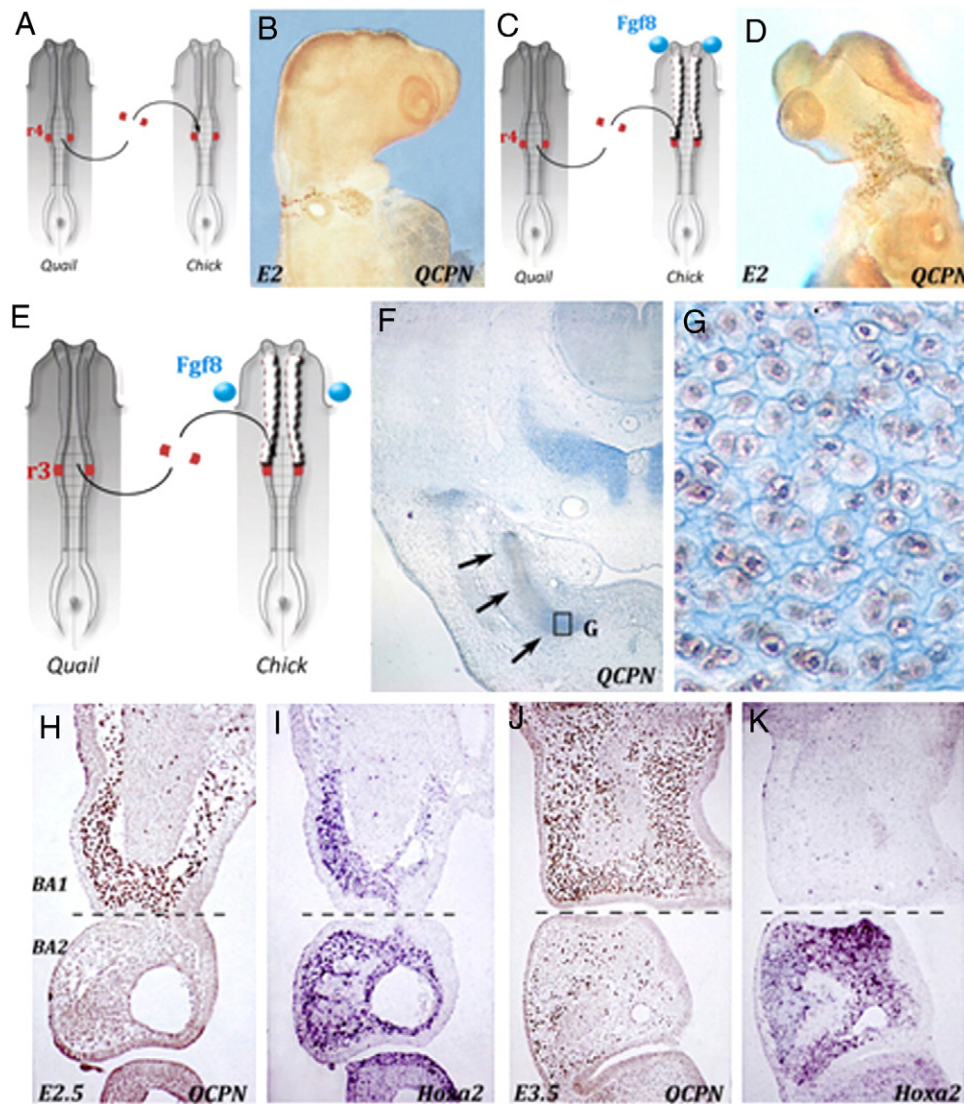 A
B
C
D
Fgf8
r4
r4
Quail
Chick
E2
QCPN
Quail
Chick
E2
QCPN
E
F
G
Fgf8
r3
G
Quail
Chick
QCPN
H
I
J
K
BA1
BA2
E2.5
QCPN
Hoxa2
E3.5
QCPN
Hoxa2